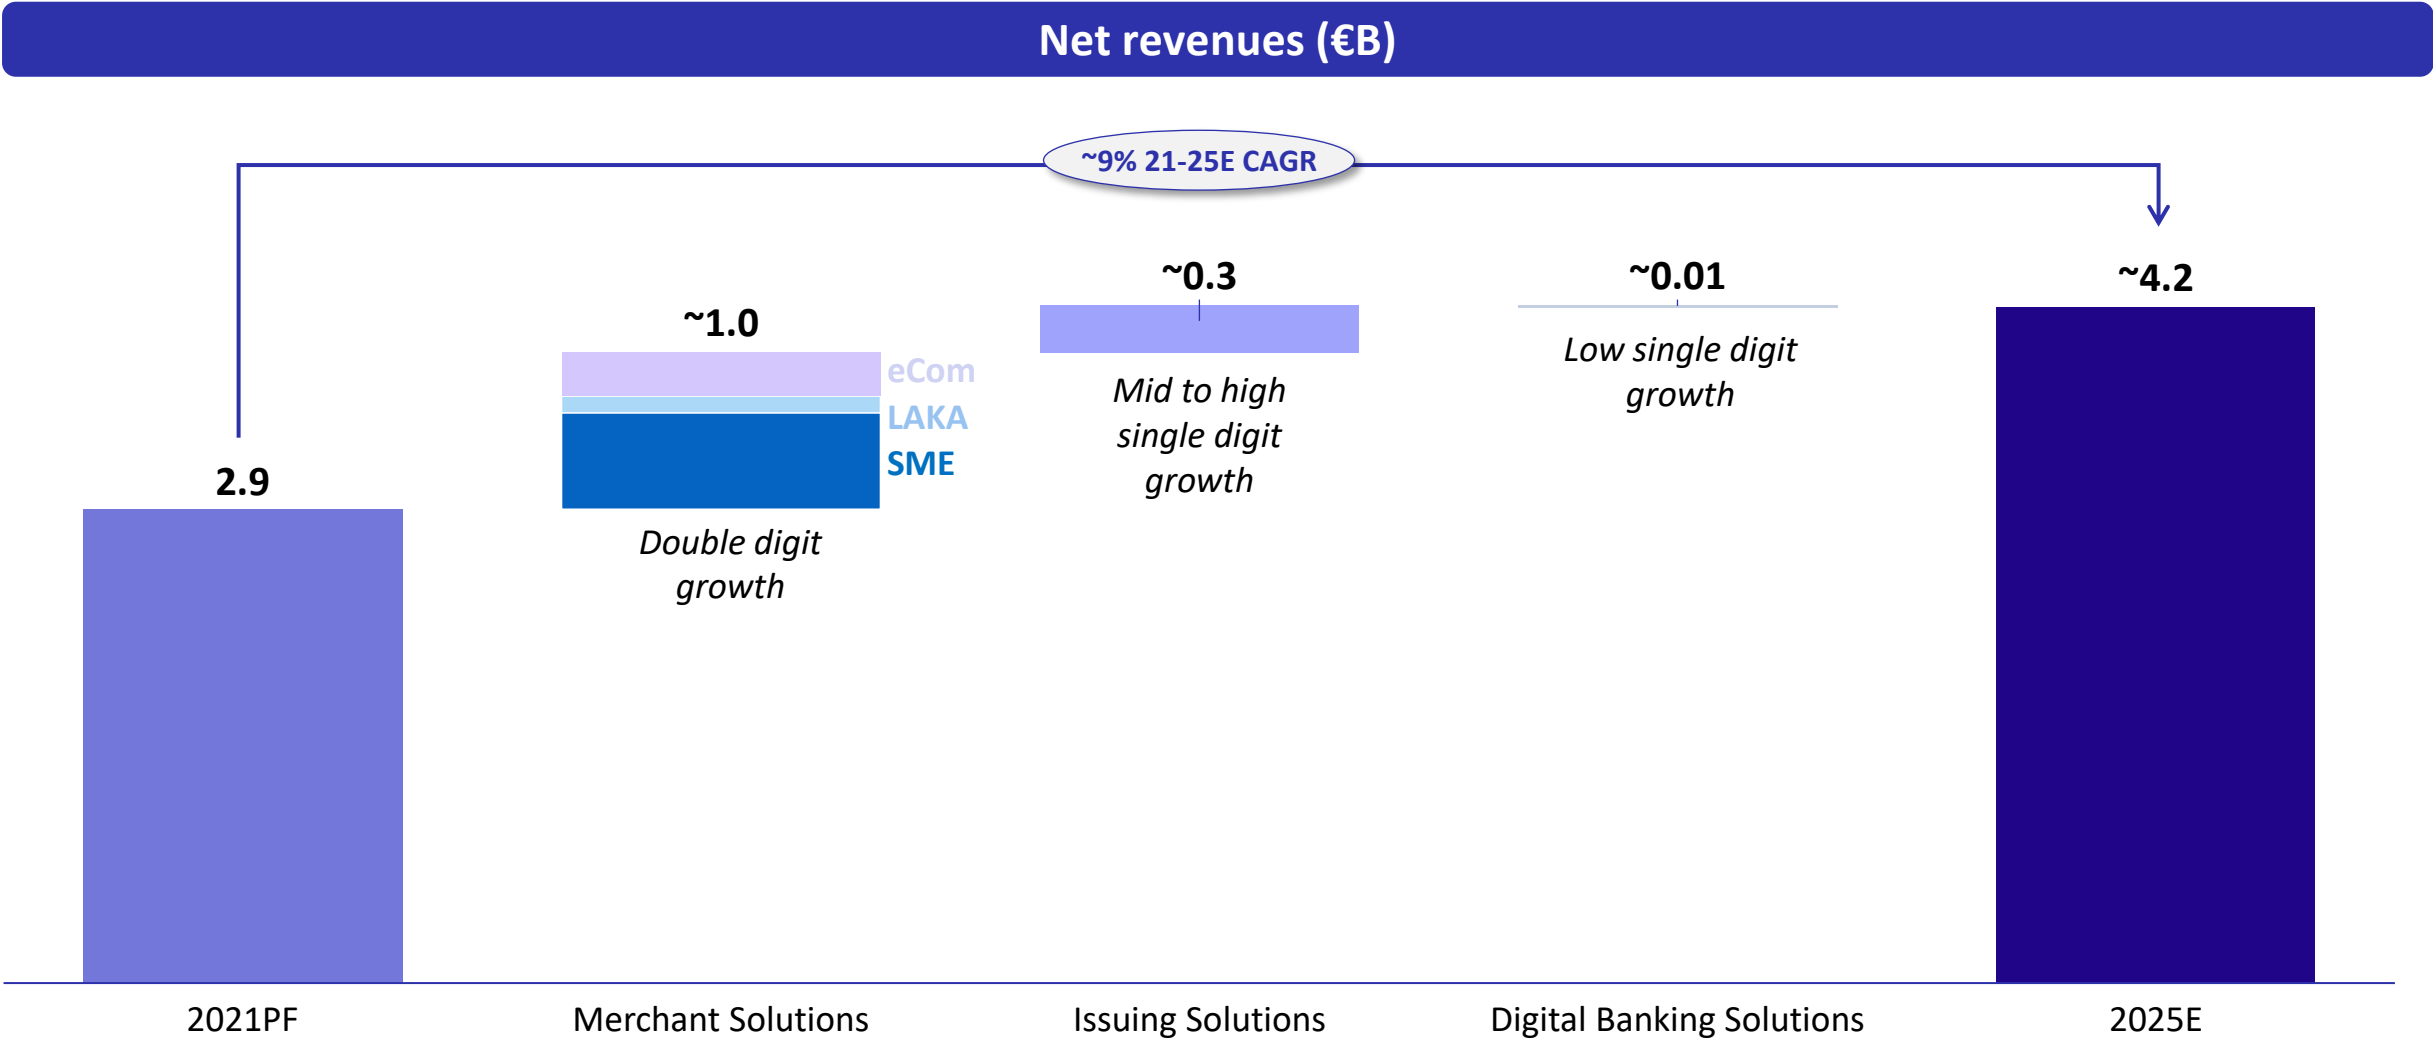 Net revenues (€B)
~9% 21-25E CAGR
2.9
~1.0
eCom
LAKA
SME
Double digit
growth
~0.3
Mid to high
single digit
growth
~0.01
Low single digit
growth
~4.2
2021PF
Merchant Solutions
Issuing Solutions
Digital Banking Solutions
2025E